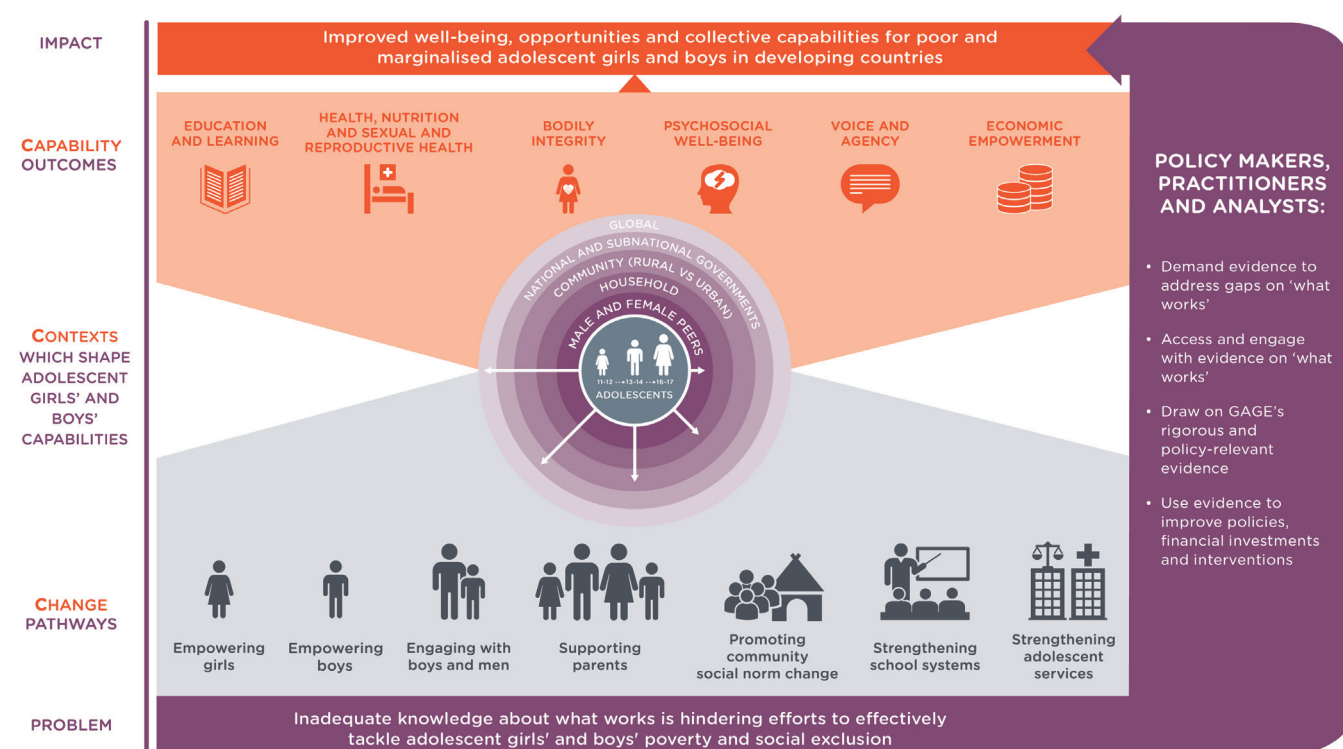 IMPACT
Improved well-being, opportunities and collective capabilities for poor and
marginalised adolescent girls and boys in developing countries
CAPABILITY
OUTCOMES
EDUCATION
AND LEARNING
HEALTH, NUTRITION
AND SEXUAL AND
REPRODUCTIVE HEALTH
BODILY
INTEGRITY
PSYCHOSOCIAL
WELL-BEING
VOICE AND
AGENCY
ECONOMIC
EMPOWERMENT
CONTEXTS
WHICH SHAPE
ADOLESCENT
GIRLS' AND
BOYS'
CAPABILITIES
GLOBAL
NATIONAL AND SUBNATIONAL GOVERNMENTS
COMMUNITY (RURAL VS URBAN)
HOUSEHOLD
MALE AND FEMALE PEERS
11-12 --→13-14 --→16-17
ADOLESCENTS
CHANGE
PATHWAYS
Empowering
girls
Empowering
boys
Engaging with
boys and men
Supporting
parents
Promoting
community
social norm change
Strengthening
school systems
Strengthening
adolescent
services
PROBLEM
Inadequate knowledge about what works is hindering efforts to effectively
tackle adolescent girls' and boys' poverty and social exclusion
POLICY MAKERS,
PRACTITIONERS
AND ANALYSTS:
• Demand evidence to
address gaps on ‘what
works’
• Access and engage
with evidence on ‘what
works’
• Draw on GAGE’s
rigorous and
policy-relevant
evidence
• Use evidence to
improve policies,
financial investments
and interventions